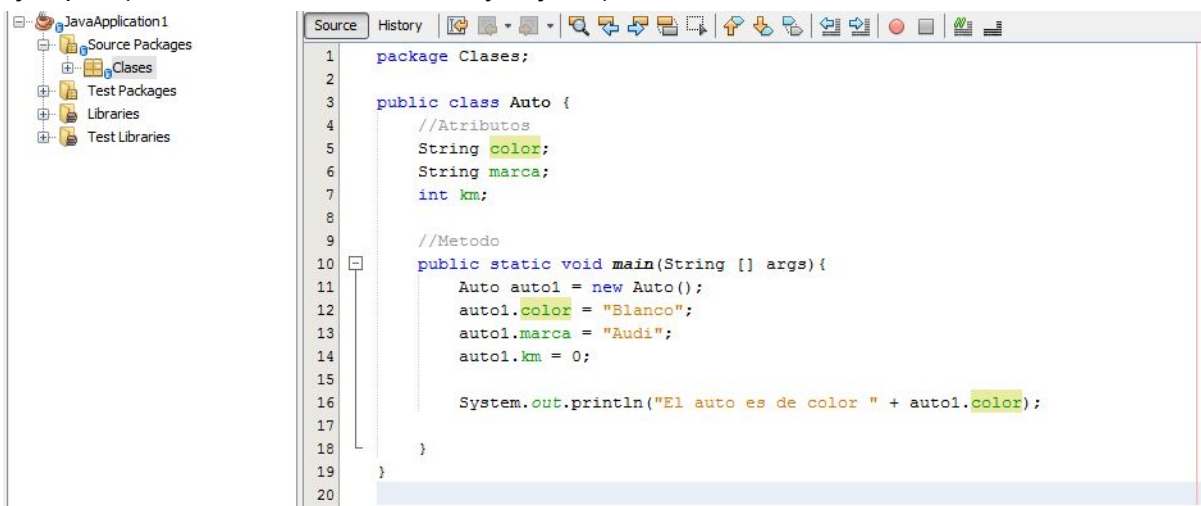 JavaApplication1
Source Packages
Clases
Test Packages
Libraries
Test Libraries
Source History
1 package Clases;
2
3 public class Auto {
4 //Atributos
5 String color;
6 String marca;
7 int km;
8
9 //Metodo
10 public static void main(String [] args){
11 Auto auto1 = new Auto();
12 auto1.color = "Blanco";
13 auto1.marca = "Audi";
14 auto1.km = 0;
15
16 System.out.println("El auto es de color " + auto1.color);
17
18 }
19 }
20